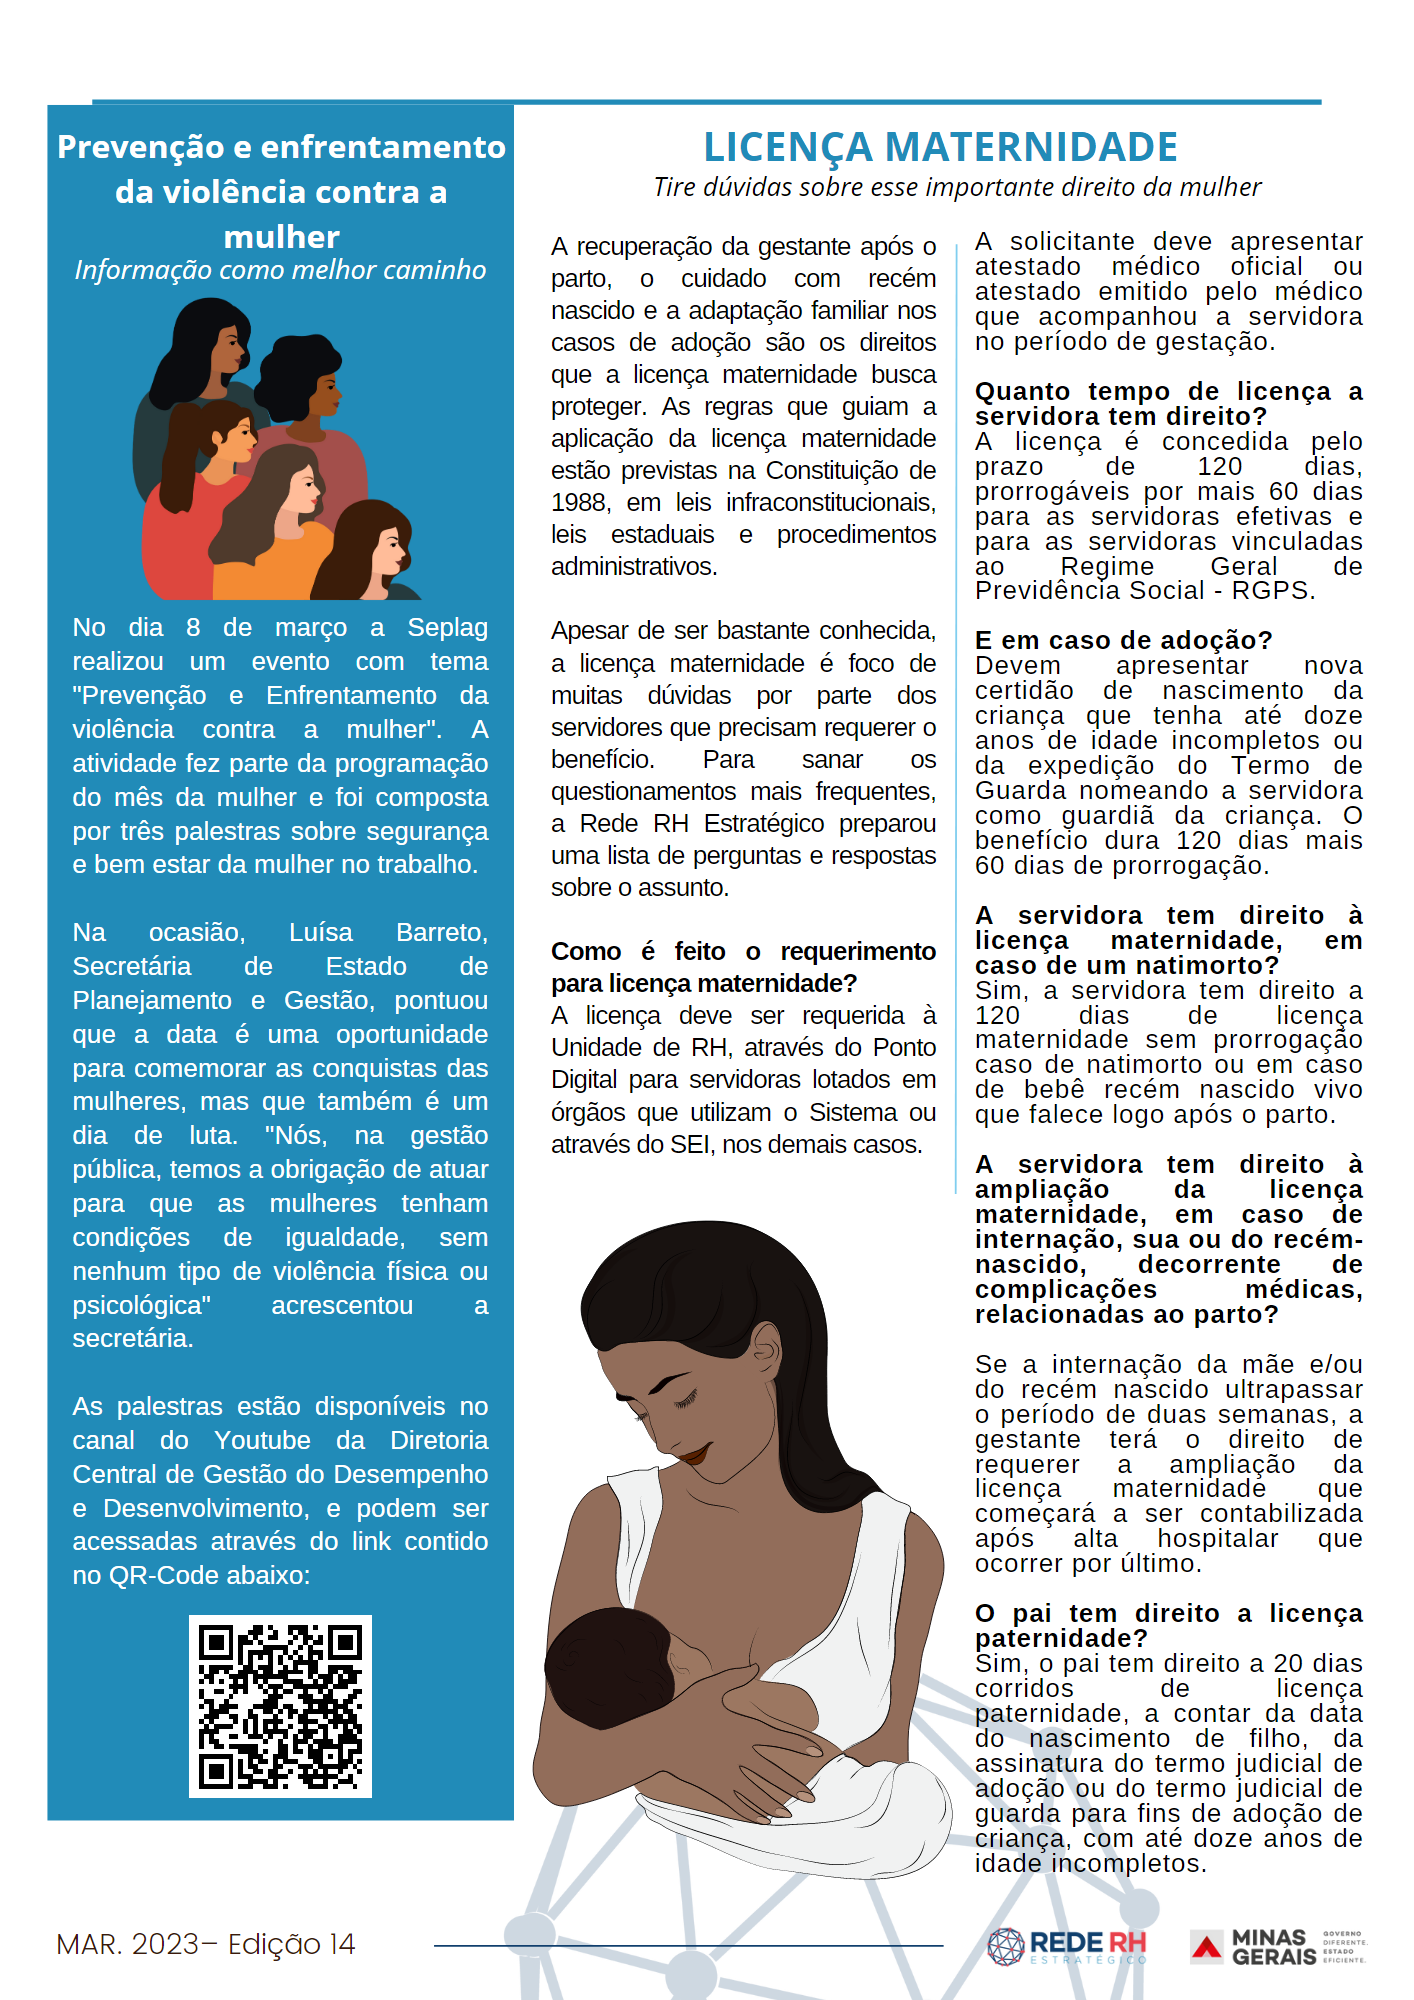 Prevenção e enfrentamento
da violência contra a
mulher
Informação como melhor caminho
No dia 8 de março a Seplag
realizou um evento com tema
"Prevenção e Enfrentamento da
violência contra a mulher". A
atividade fez parte da programação
do mês da mulher e foi composta
por três palestras sobre segurança
e bem estar da mulher no trabalho.
Na ocasião, Luísa Barreto,
Secretária de Estado de
Planejamento e Gestão, pontuou
que a data é uma oportunidade
para comemorar as conquistas das
mulheres, mas que também é um
dia de luta. "Nós, na gestão
pública, temos a obrigação de atuar
para que as mulheres tenham
condições de igualdade, sem
nenhum tipo de violência física ou
psicológica" acrescentou a
secretária.
As palestras estão disponíveis no
canal do Youtube da Diretoria
Central de Gestão do Desempenho
e Desenvolvimento, e podem ser
acessadas através do link contido
no QR-Code abaixo:
LICENÇA MATERNIDADE
Tire dúvidas sobre esse importante direito da mulher
A recuperação da gestante após o
parto, o cuidado com recém
nascido e a adaptação familiar nos
casos de adoção são os direitos
que a licença maternidade busca
proteger. As regras que guiam a
aplicação da licença maternidade
estão previstas na Constituição de
1988, em leis infraconstitucionais,
leis estaduais e procedimentos
administrativos.
Apesar de ser bastante conhecida,
a licença maternidade é foco de
muitas dúvidas por parte dos
servidores que precisam requerer o
benefício. Para sanar os
questionamentos mais frequentes,
a Rede RH Estratégico preparou
uma lista de perguntas e respostas
sobre o assunto.
Como é feito o requerimento
para licença maternidade?
A licença deve ser requerida à
Unidade de RH, através do Ponto
Digital para servidoras lotados em
órgãos que utilizam o Sistema ou
através do SEI, nos demais casos.
A solicitante deve apresentar
atestado médico oficial ou
atestado emitido pelo médico
que acompanhou a servidora
no período de gestação.
Quanto tempo de licença a
servidora tem direito?
A licença é concedida pelo
prazo de 120 dias,
prorrogáveis por mais 60 dias
para as servidoras efetivas e
para as servidoras vinculadas
ao Regime Geral de
Previdência Social - RGPS.
E em caso de adoção?
Devem apresentar nova
certidão de nascimento da
criança que tenha até doze
anos de idade incompletos ou
da expedição do Termo de
Guarda nomeando a servidora
como guardiã da criança. O
benefício dura 120 dias mais
60 dias de prorrogação.
A servidora tem direito à
licença maternidade, em
caso de um natimorto?
Sim, a servidora tem direito a
120 dias de licença
maternidade sem prorrogação
caso de natimorto ou em caso
de bebê recém nascido vivo
que falece logo após o parto.
A servidora tem direito à
ampliação da licença
maternidade, em caso de
internação, sua ou do recém-
nascido, decorrente de
complicações médicas,
relacionadas ao parto?
Se a internação da mãe e/ou
do recém nascido ultrapassar
o período de duas semanas, a
gestante terá o direito de
requerer a ampliação da
licença maternidade que
começará a ser contabilizada
após alta hospitalar que
ocorrer por último.
O pai tem direito a licença
paternidade?
Sim, o pai tem direito a 20 dias
corridos de licença
paternidade, a contar da data
do nascimento de filho, da
assinatura do termo judicial de
adoção ou do termo judicial de
guarda para fins de adoção de
criança, com até doze anos de
idade incompletos.
MAR. 2023– Edição 14
REDE RH
ESTRATÉGICO
MINAS
GERAIS
GOVERNO
DIFERENTE.
ESTADO
EFICIENTE.